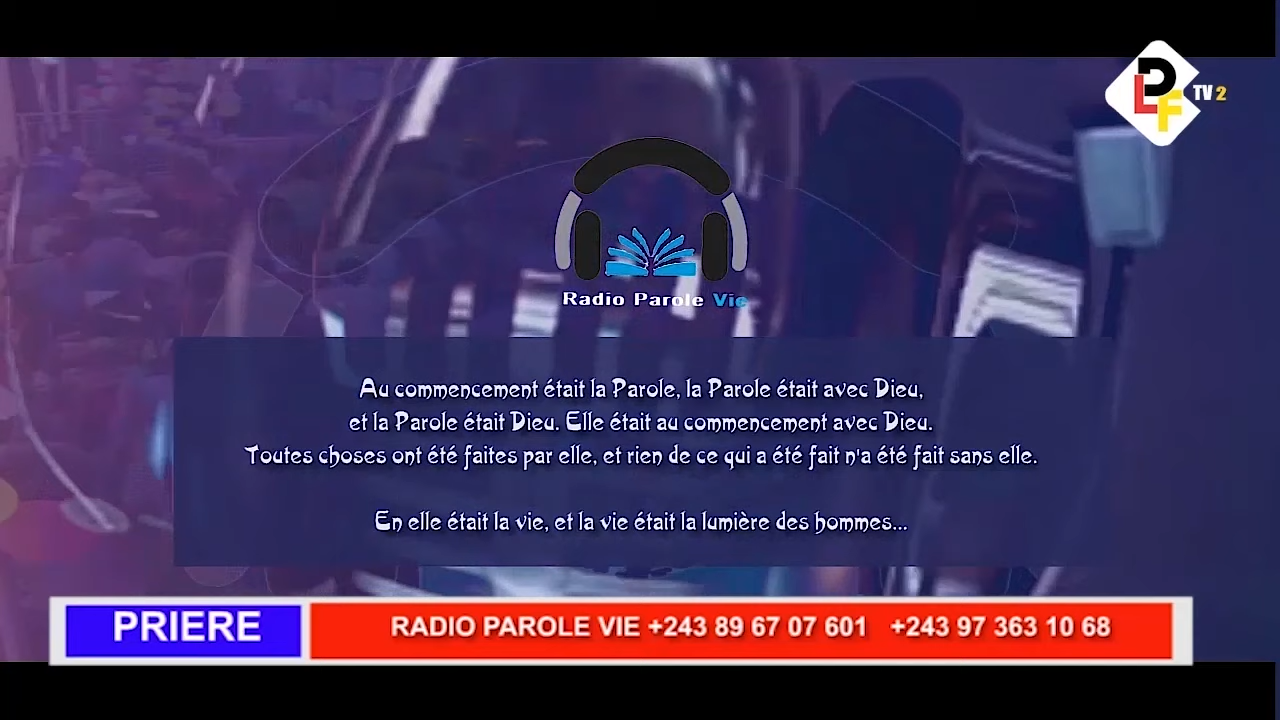 LDF TV 2
Radio Parole Vie
Au commencement était la Parole, la Parole était avec Dieu,
et la Parole était Dieu. Elle était au commencement avec Dieu.
Toutes choses ont été faites par elle, et rien de ce qui a été fait n'a été fait sans elle.
En elle était la vie, et la vie était la lumière des hommes...
PRIERE
RADIO PAROLE VIE +243 89 67 07 601 +243 97 363 10 68